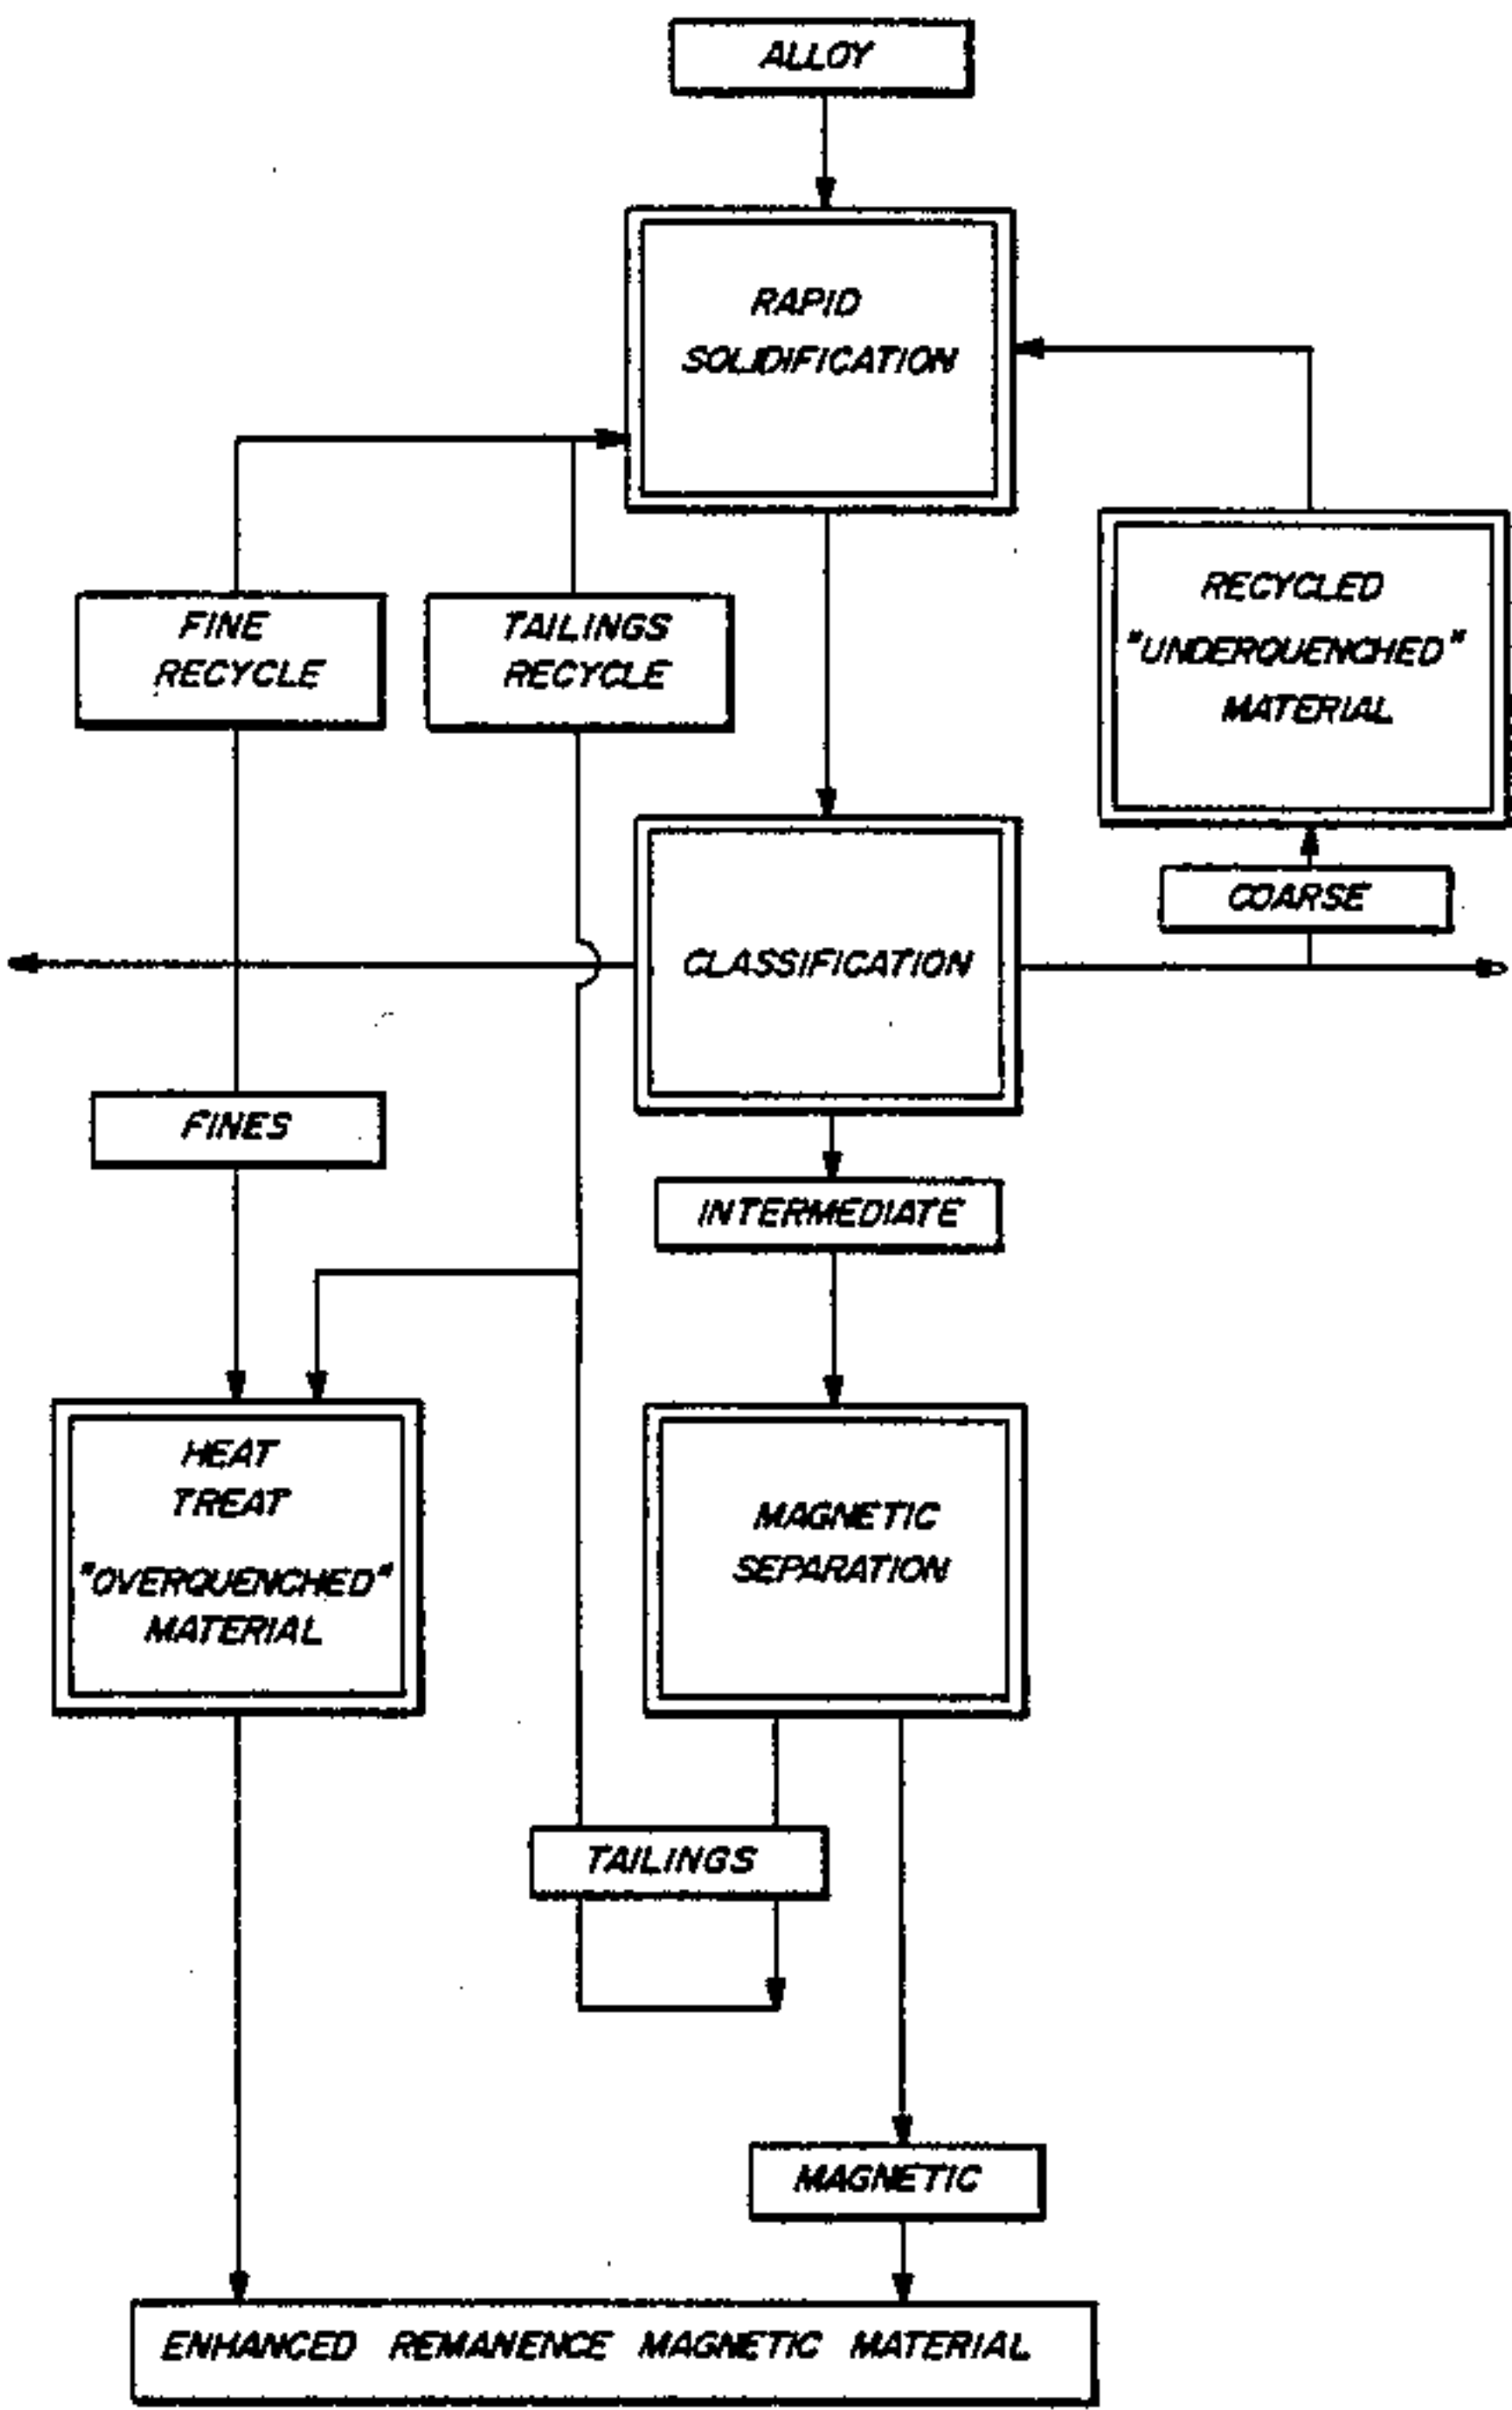 ALLOY
RAPID
SOLIDIFICATION
FINE
RECYCLE
TAILINGS
RECYCLE
RECYCLED
"UNDERQUENCHED"
MATERIAL
COARSE
CLASSIFICATION
FINES
INTERMEDIATE
HEAT
TREAT
"OVERQUENCHED"
MATERIAL
MAGNETIC
SEPARATION
TAILINGS
MAGNETIC
ENHANCED REMANENCE MAGNETIC MATERIAL